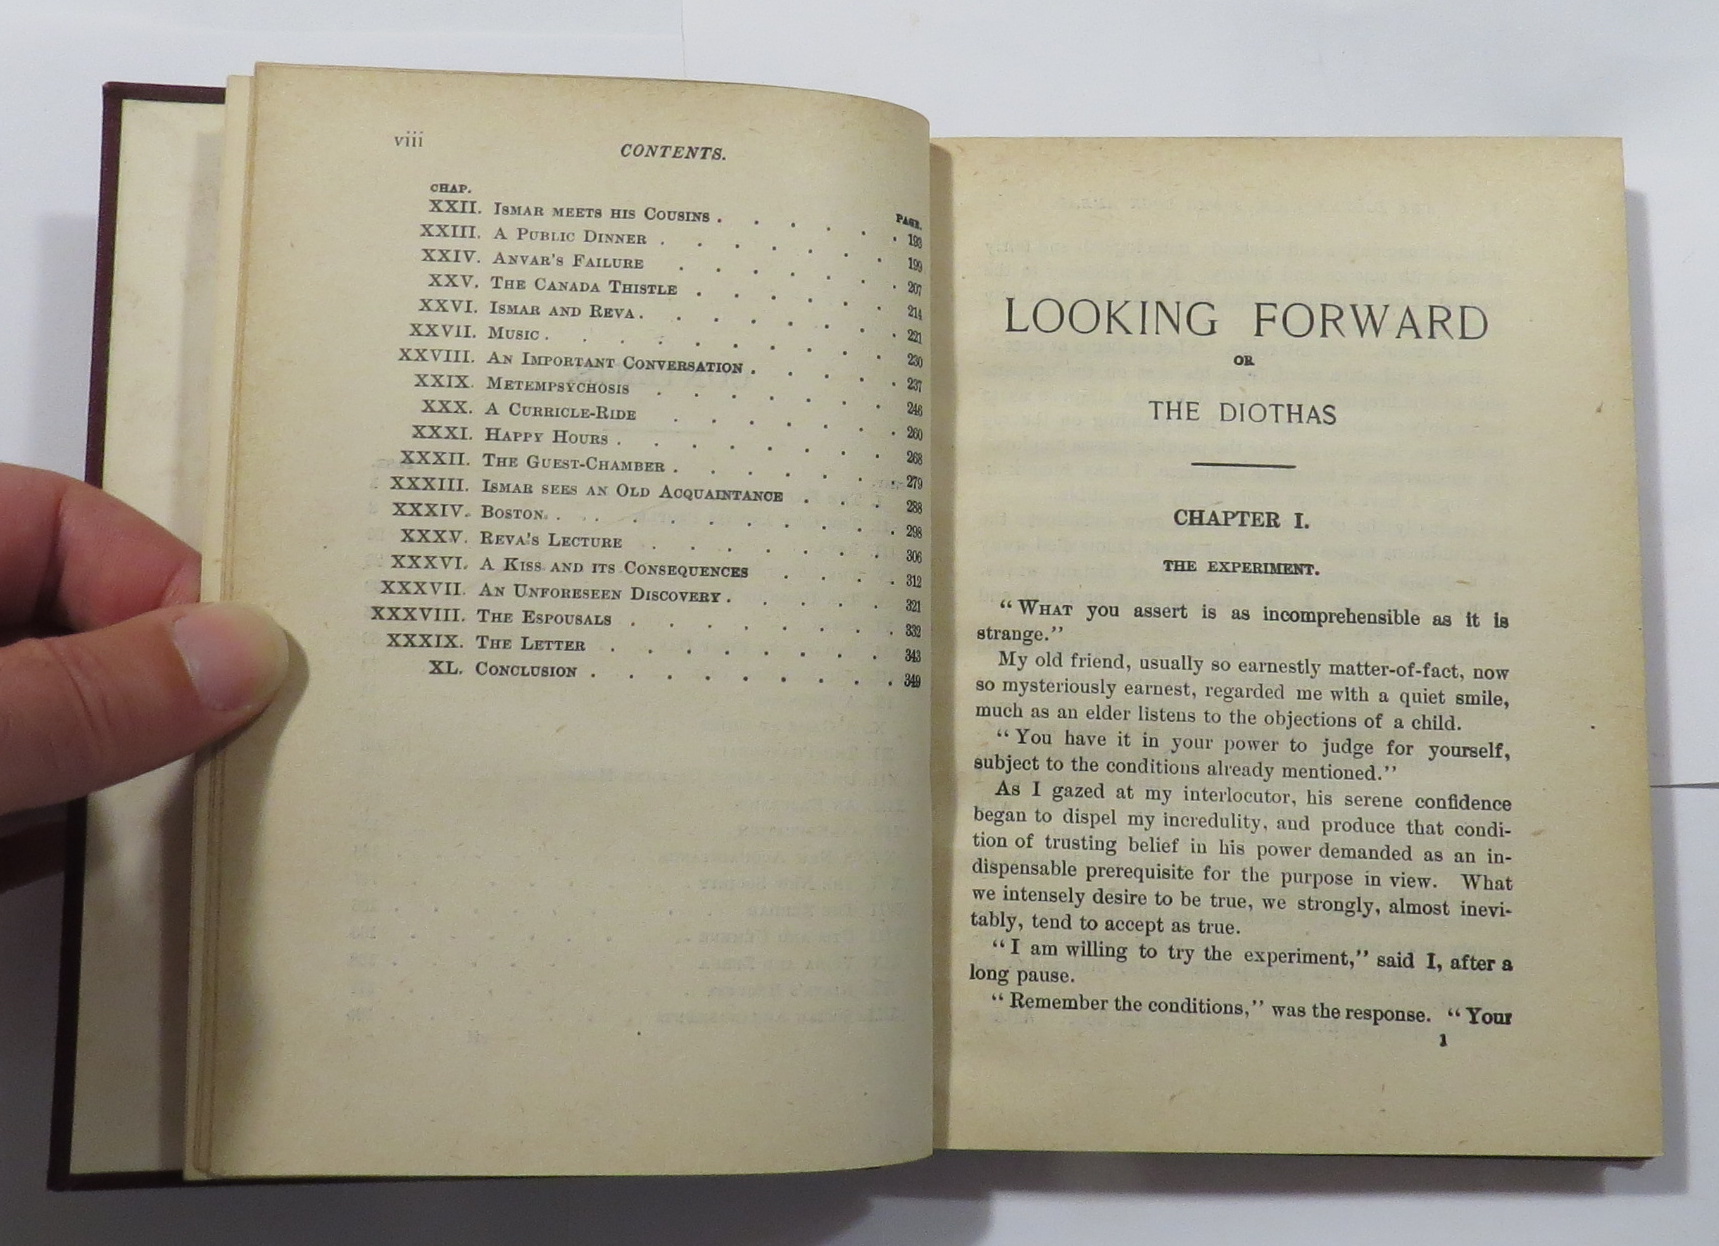 viii
CONTENTS.
CHAP.
PAGE.
XXII. ISMAR MEETS HIS COUSINS . . . . . . 193
XXIII. A PUBLIC DINNER . . . . . . . 199
XXIV. ANVAR'S FAILURE . . . . . . . 207
XXV. THE CANADA THISTLE . . . . . . 214
XXVI. ISMAR AND REVA . . . . . . . 221
XXVII. MUSIC . . . . . . . . . 230
XXVIII. AN IMPORTANT CONVERSATION . . . . . 237
XXIX. METEMPSYCHOSIS . . . . . . . 246
XXX. A CURRICLE-RIDE . . . . . . . 260
XXXI. HAPPY HOURS . . . . . . . . 268
XXXII. THE GUEST-CHAMBER . . . . . . . 279
XXXIII. ISMAR SEES AN OLD ACQUAINTANCE . . . . 288
XXXIV. BOSTON . . . . . . . . . 298
XXXV. REVA'S LECTURE . . . . . . . 306
XXXVI. A KISS AND ITS CONSEQUENCES . . . . 312
XXXVII. AN UNFORESEEN DISCOVERY . . . . . 321
XXXVIII. THE ESPOUSALS . . . . . . . . 332
XXXIX. THE LETTER . . . . . . . . 343
XL. CONCLUSION . . . . . . . . . 349
LOOKING FORWARD
OR
THE DIOTHAS
CHAPTER I.
THE EXPERIMENT.
"WHAT you assert is as incomprehensible as it is
strange."
My old friend, usually so earnestly matter-of-fact, now
so mysteriously earnest, regarded me with a quiet smile,
much as an elder listens to the objections of a child.
"You have it in your power to judge for yourself,
subject to the conditions already mentioned."
As I gazed at my interlocutor, his serene confidence
began to dispel my incredulity, and produce that condi-
tion of trusting belief in his power demanded as an in-
dispensable prerequisite for the purpose in view. What
we intensely desire to be true, we strongly, almost inevi-
tably, tend to accept as true.
"I am willing to try the experiment," said I, after a
long pause.
"Remember the conditions," was the response. "Your
1